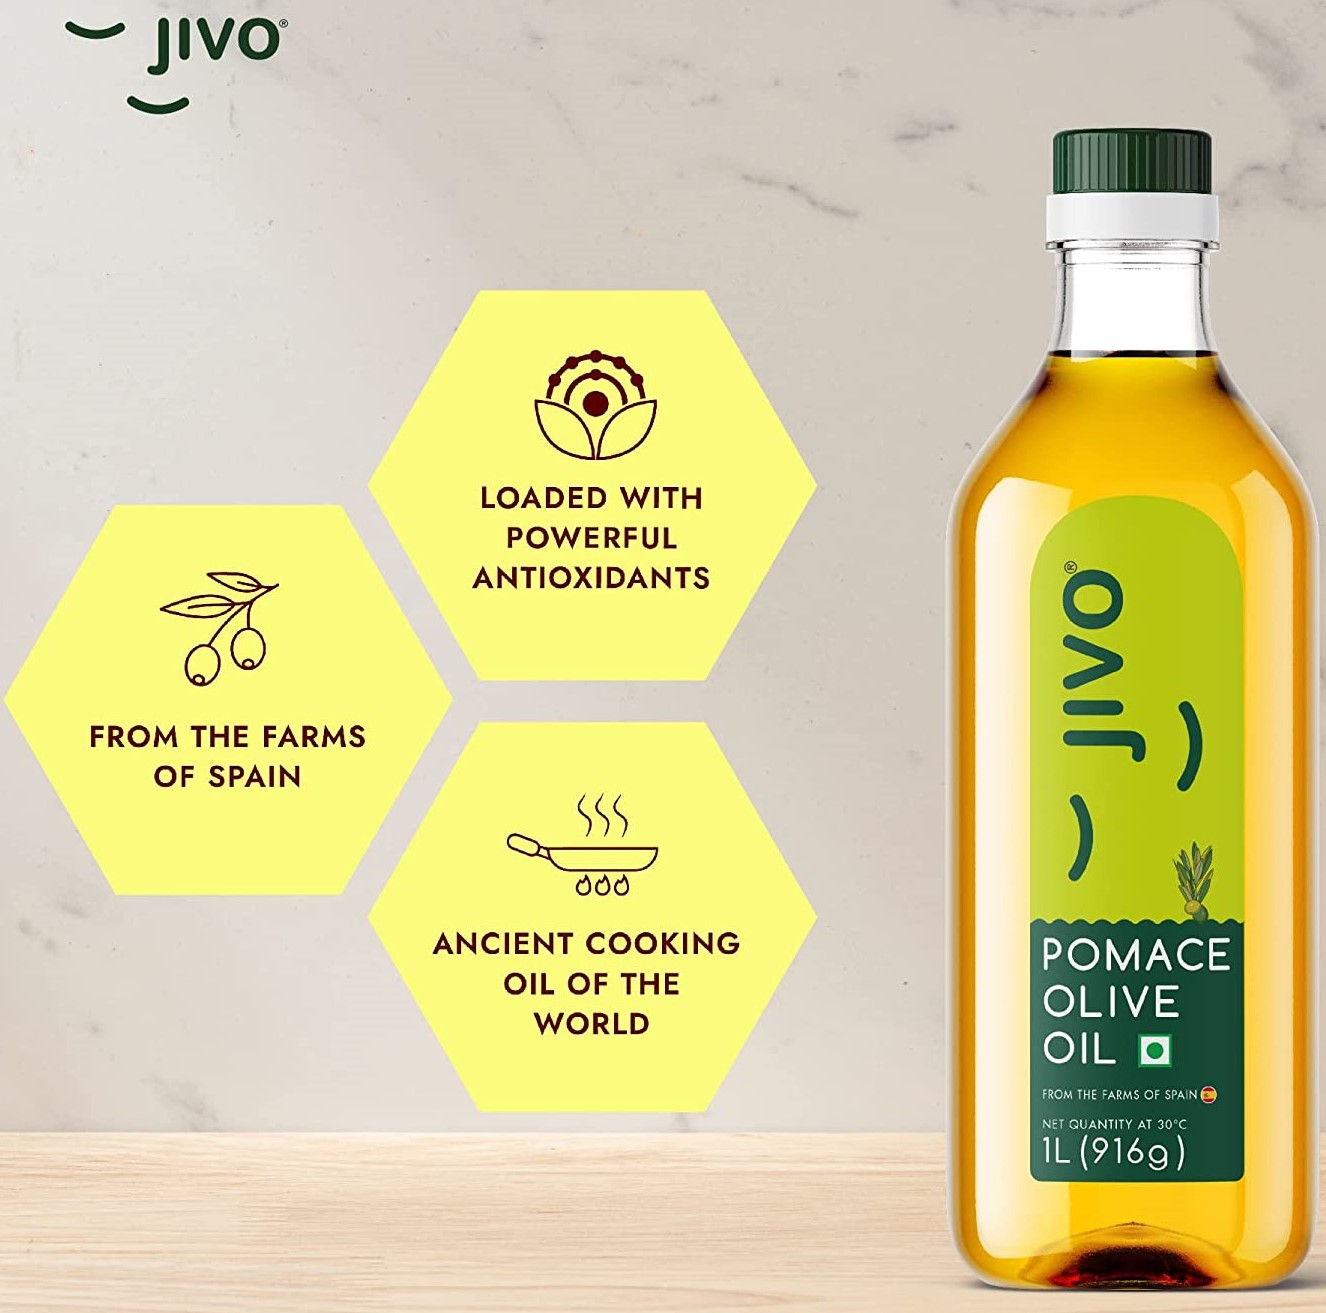 JIVO®
LOADED WITH
POWERFUL
ANTIOXIDANTS
FROM THE FARMS
OF SPAIN
ANCIENT COOKING
OIL OF THE
WORLD
JIVO®
POMACE
OLIVE
OIL
FROM THE FARMS OF SPAIN
NET QUANTITY AT 30°C
1L (916g)